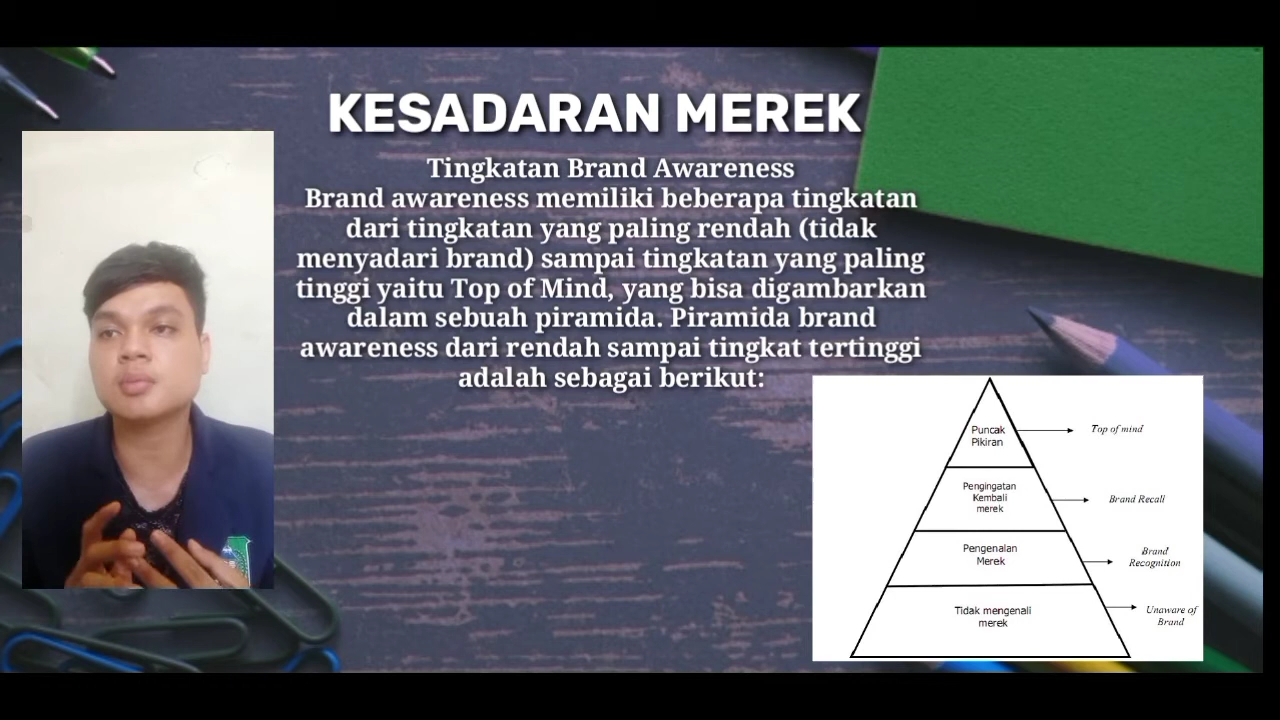 KESADARAN MEREK
Tingkatan Brand Awareness
Brand awareness memiliki beberapa tingkatan
dari tingkatan yang paling rendah (tidak
menyadari brand) sampai tingkatan yang paling
tinggi yaitu Top of Mind, yang bisa digambarkan
dalam sebuah piramida. Piramida brand
awareness dari rendah sampai tingkat tertinggi
adalah sebagai berikut:
Puncak
Pikiran
Top of mind
Pengingatan
Kembali
merek
Brand Recall
Pengenalan
Merek
Brand
Recognition
Tidak mengenali
merek
Unaware of
Brand